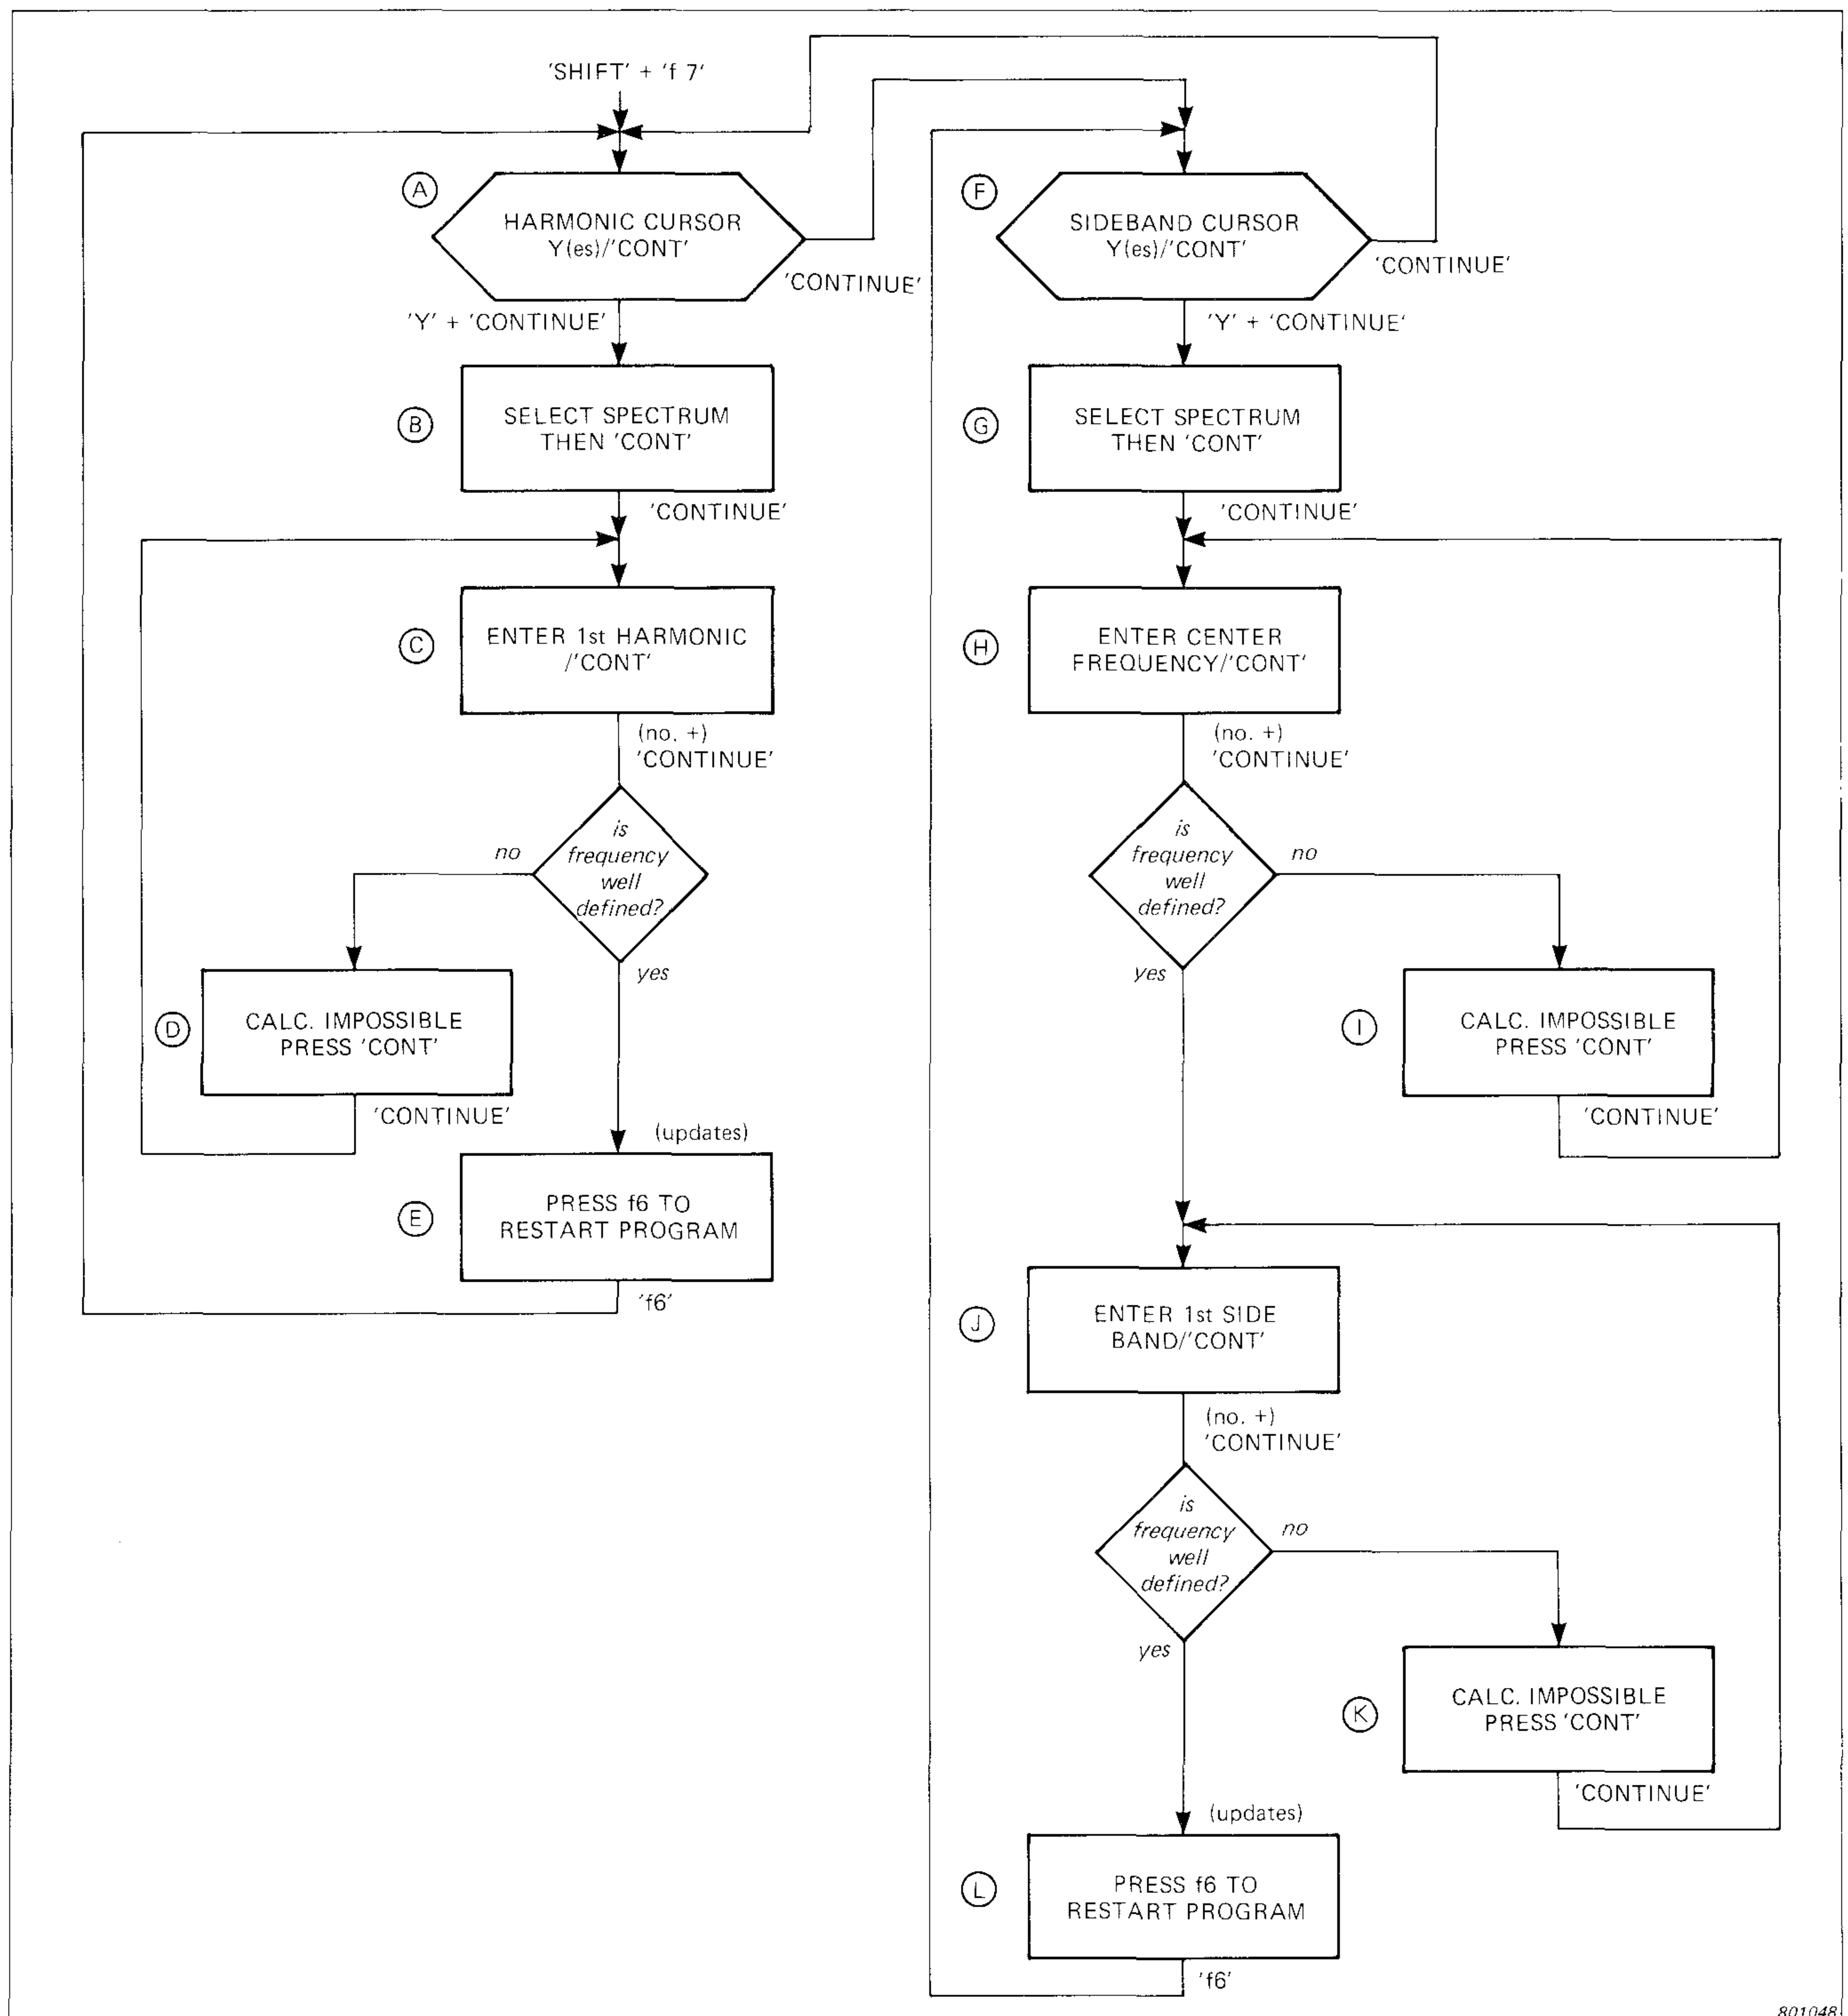 'SHIFT' + 'f 7'
A
HARMONIC CURSOR
Y(es)/'CONT'
'CONTINUE'
'Y' + 'CONTINUE'
B
SELECT SPECTRUM
THEN 'CONT'
'CONTINUE'
C
ENTER 1st HARMONIC
/'CONT'
(no. +)
'CONTINUE'
is
frequency
well
defined?
no
yes
D
CALC. IMPOSSIBLE
PRESS 'CONT'
'CONTINUE'
(updates)
E
PRESS f6 TO
RESTART PROGRAM
'f6'
F
SIDEBAND CURSOR
Y(es)/'CONT'
'CONTINUE'
'Y' + 'CONTINUE'
G
SELECT SPECTRUM
THEN 'CONT'
'CONTINUE'
H
ENTER CENTER
FREQUENCY/'CONT'
(no. +)
'CONTINUE'
is
frequency
well
defined?
no
yes
I
CALC. IMPOSSIBLE
PRESS 'CONT'
'CONTINUE'
J
ENTER 1st SIDE
BAND/'CONT'
(no. +)
'CONTINUE'
is
frequency
well
defined?
no
yes
K
CALC. IMPOSSIBLE
PRESS 'CONT'
'CONTINUE'
(updates)
L
PRESS f6 TO
RESTART PROGRAM
'f6'
801048